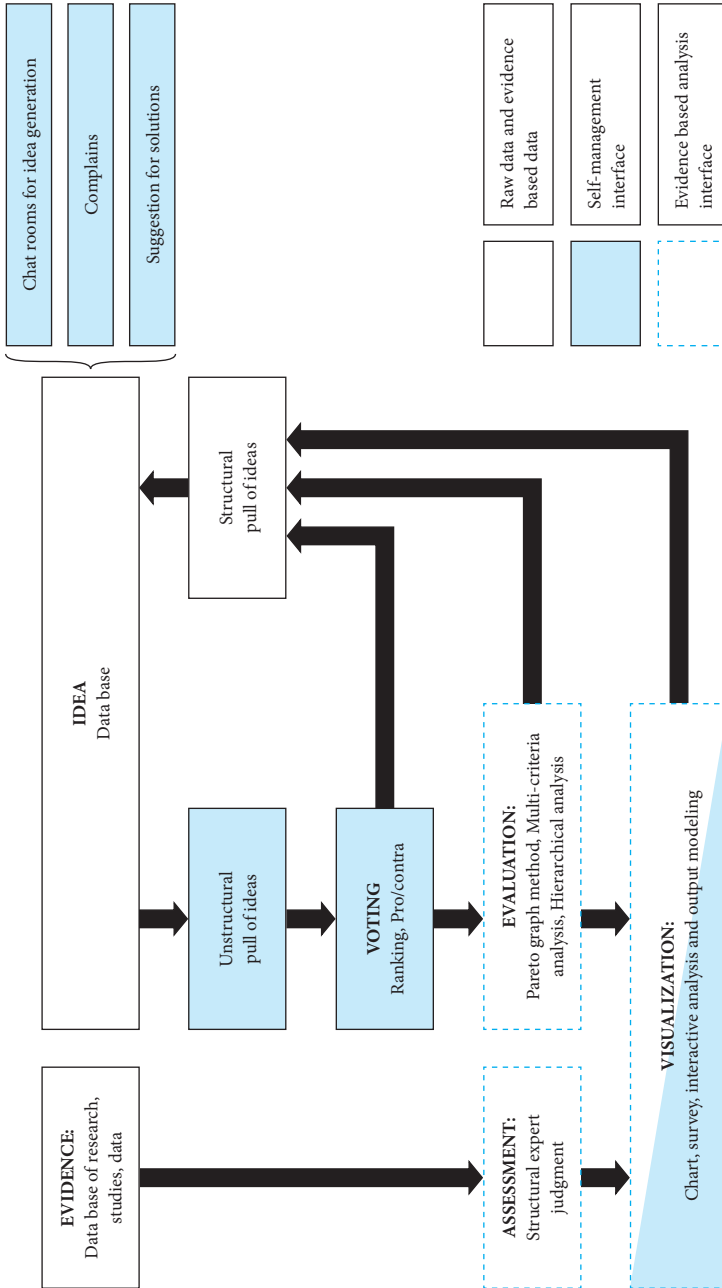 EVIDENCE:
Data base of research,
studies, data
IDEA
Data base
Chat rooms for idea generation
Complains
Suggestion for solutions
Unstructural
pull of ideas
Structural
pull of ideas
VOTING
Ranking, Pro/contra
ASSESSMENT:
Structural expert
judgment
EVALUATION:
Pareto graph method, Multi-criteria
analysis, Hierarchical analysis
VISUALIZATION:
Chart, survey, interactive analysis and output modeling
Raw data and evidence
based data
Self-management
interface
Evidence based analysis
interface